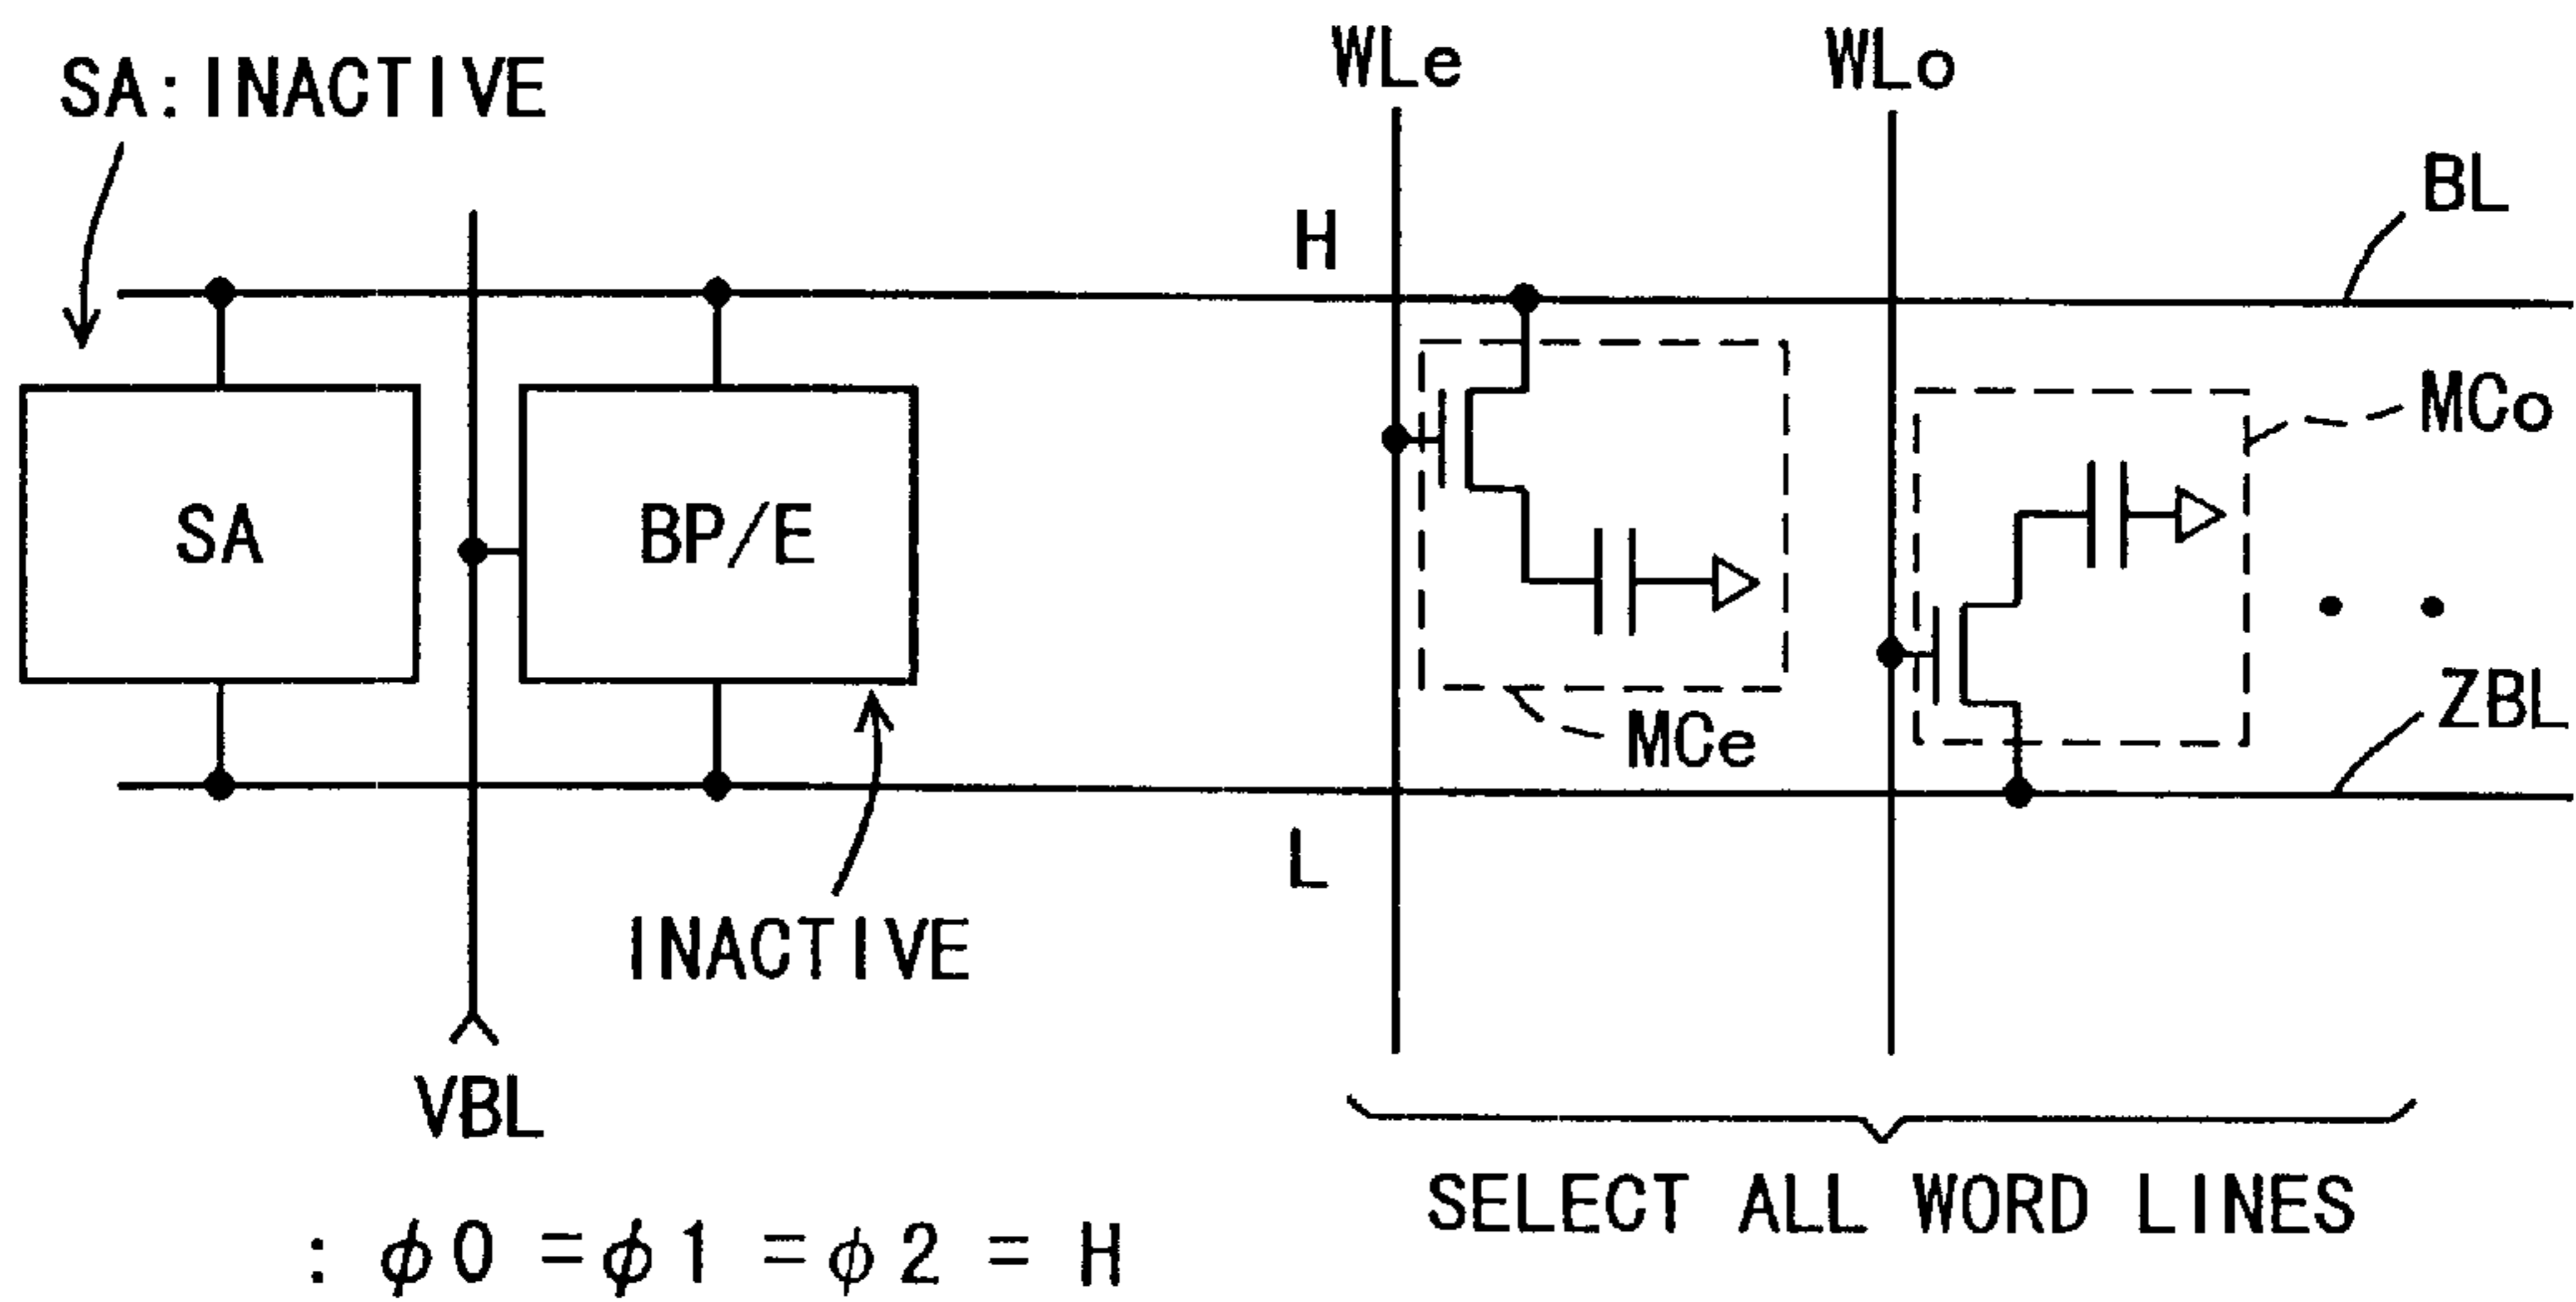 WLe
WLo
SA:INACTIVE
BL
H
MCo
SA
BP/E
ZBL
MCe
L
INACTIVE
VBL
SELECT ALL WORD LINES
: φ0 = φ1 = φ2 = H